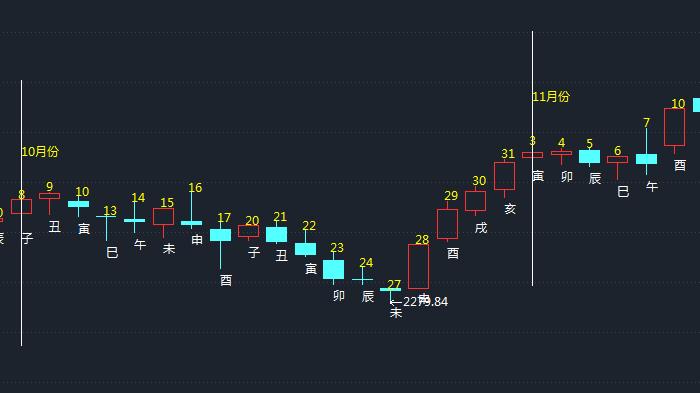 10月份
11月份
8
9
10
13
14
15
16
17
20
21
22
23
24
27
28
29
30
31
3
4
5
6
7
10
子
丑
寅
巳
午
未
申
酉
子
丑
寅
卯
辰
未
←2279.84
酉
戌
亥
寅
卯
辰
巳
午
酉